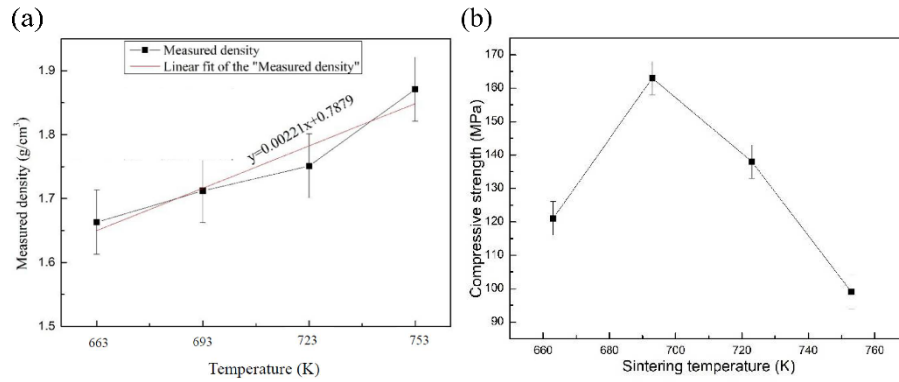 (a)
Measured density
Linear fit of the "Measured density"
y=0.00221x+0.7879
Measured density (g/cm³)
1.9
1.8
1.7
1.6
1.5
663 693 723 753
Temperature (K)
(b)
Compressive strength (MPa)
170
160
150
140
130
120
110
100
90
660 680 700 720 740 760
Sintering temperature (K)